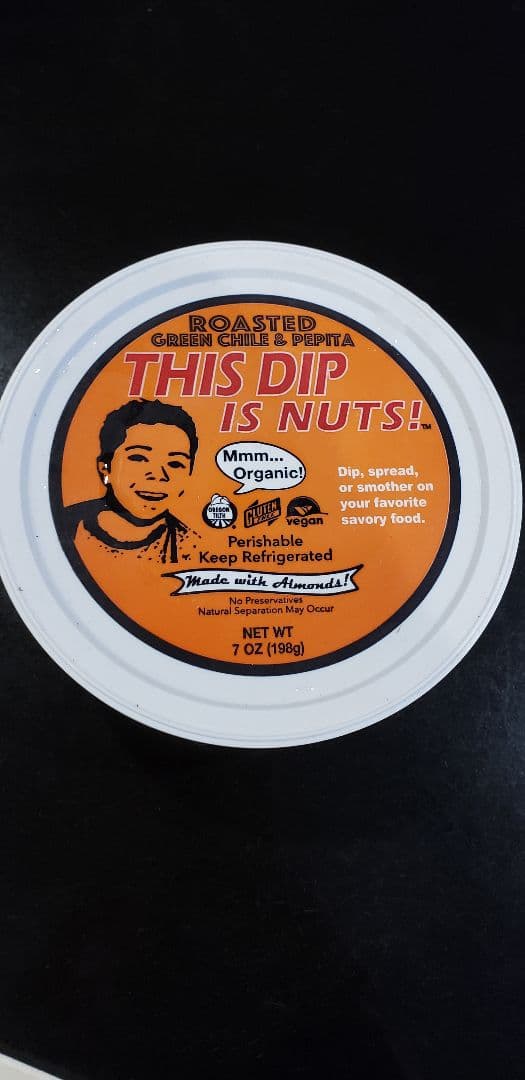 ROASTED
GREEN CHILE & PEPITA
THIS DIP
IS NUTS!™
Mmm...
Organic!
Dip, spread,
or smother on
your favorite
savory food.
OREGON
TILTH
GLUTEN
FREE
vegan
Perishable
Keep Refrigerated
Made with Almonds!
No Preservatives
Natural Separation May Occur
NET WT
7 OZ (198g)